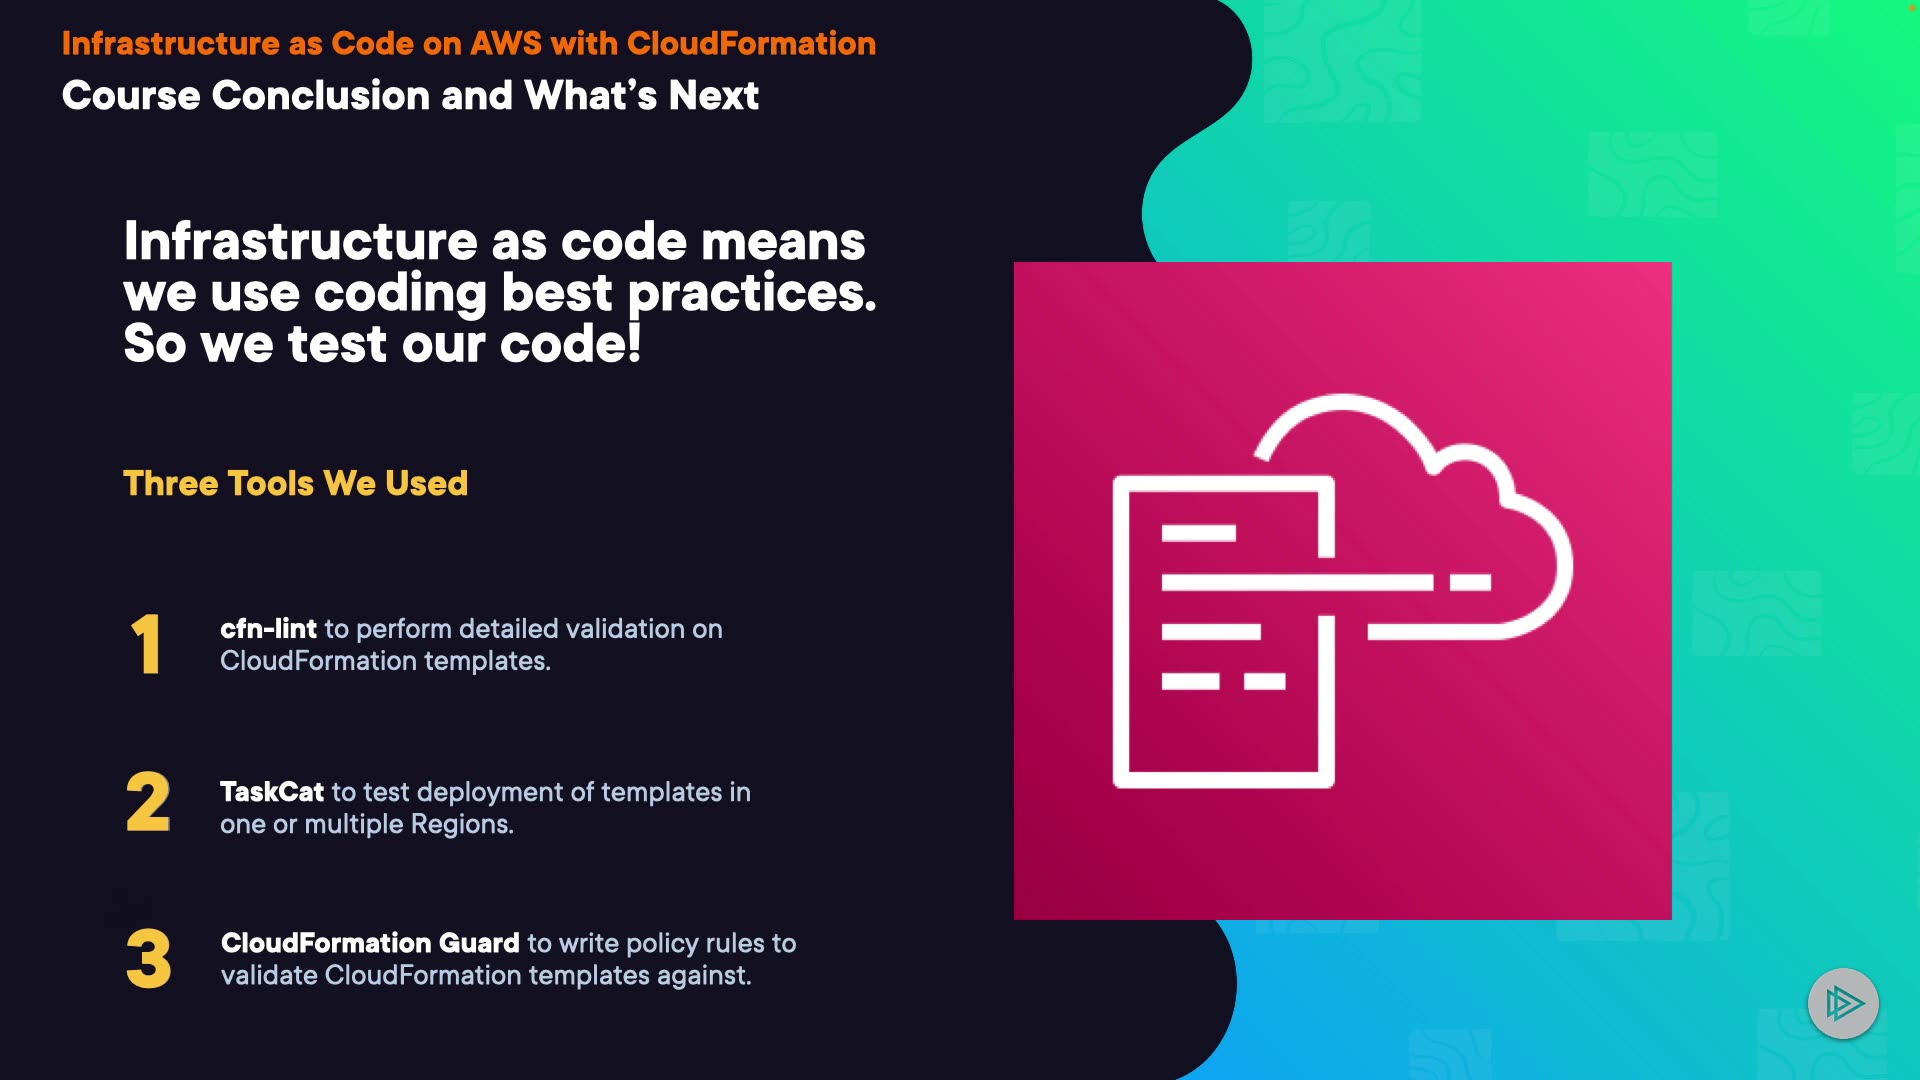 Infrastructure as Code on AWS with CloudFormation
Course Conclusion and What’s Next
Infrastructure as code means
we use coding best practices.
So we test our code!
Three Tools We Used
1
cfn-lint to perform detailed validation on
CloudFormation templates.
2
TaskCat to test deployment of templates in
one or multiple Regions.
3
CloudFormation Guard to write policy rules to
validate CloudFormation templates against.